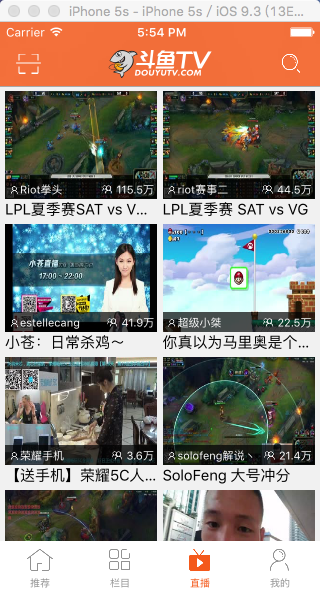 iPhone 5s - iPhone 5s / iOS 9.3 (13E...
Carrier 5:54 PM
斗鱼TV
DOUYUTV.COM
Riot拳头 115.5万
riot赛事二 44.5万
LPL夏季赛SAT vs V...
LPL夏季赛 SAT vs VG
小苍直播
17:09 - 22:00
estellecang 41.9万
超级小桀 22.5万
小苍：日常杀鸡～
你真以为马里奥是个...
荣耀手机 3.6万
solofeng解说丶 21.4万
【送手机】荣耀5C人...
SoloFeng 大号冲分
推荐
栏目
直播
我的